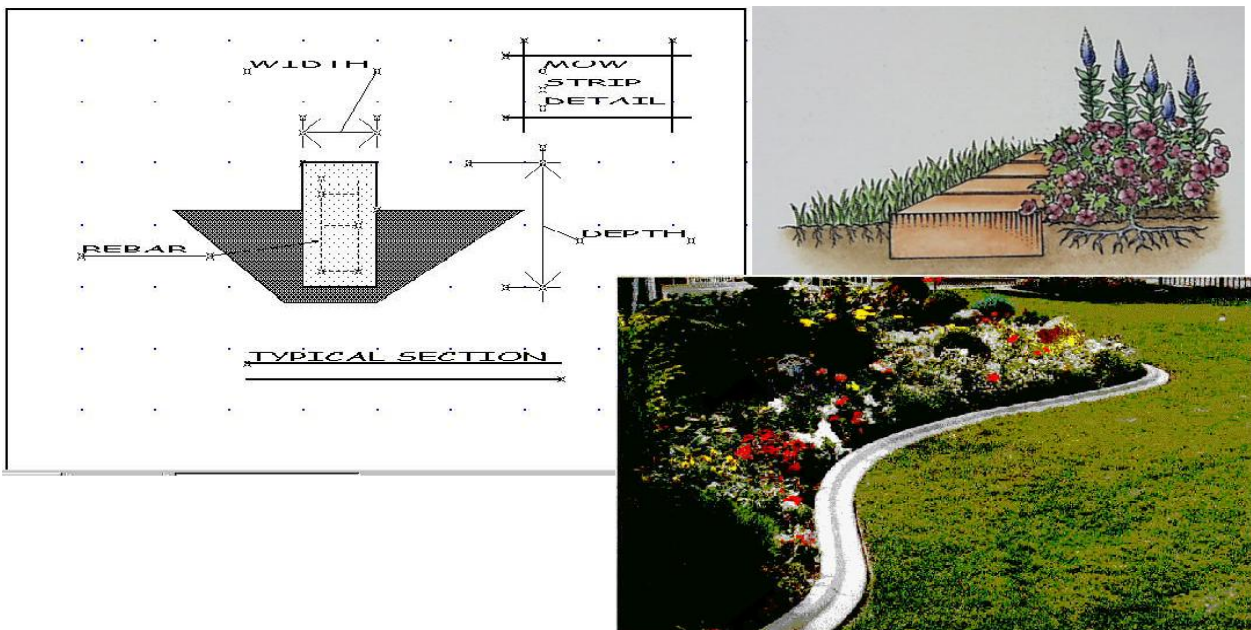 WIDTH
MOW
STRIP
DETAIL
REBAR
DEPTH
TYPICAL SECTION